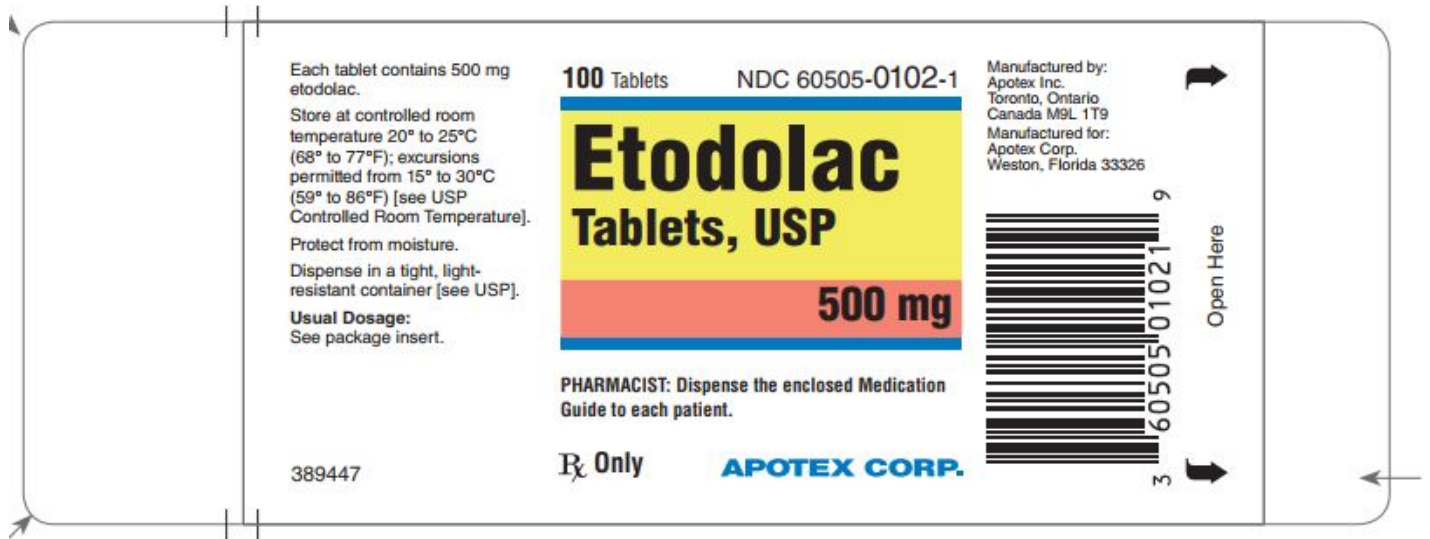 Each tablet contains 500 mg
etodolac.
Store at controlled room
temperature 20° to 25°C
(68° to 77°F); excursions
permitted from 15° to 30°C
(59° to 86°F) [see USP
Controlled Room Temperature].
Protect from moisture.
Dispense in a tight, light-
resistant container [see USP].
Usual Dosage:
See package insert.
389447
100 Tablets NDC 60505-0102-1
Etodolac
Tablets, USP
500 mg
PHARMACIST: Dispense the enclosed Medication
Guide to each patient.
Rx Only
APOTEX CORP.
Manufactured by:
Apotex Inc.
Toronto, Ontario
Canada M9L 1T9
Manufactured for:
Apotex Corp.
Weston, Florida 33326
3 60505 01021 9
Open Here